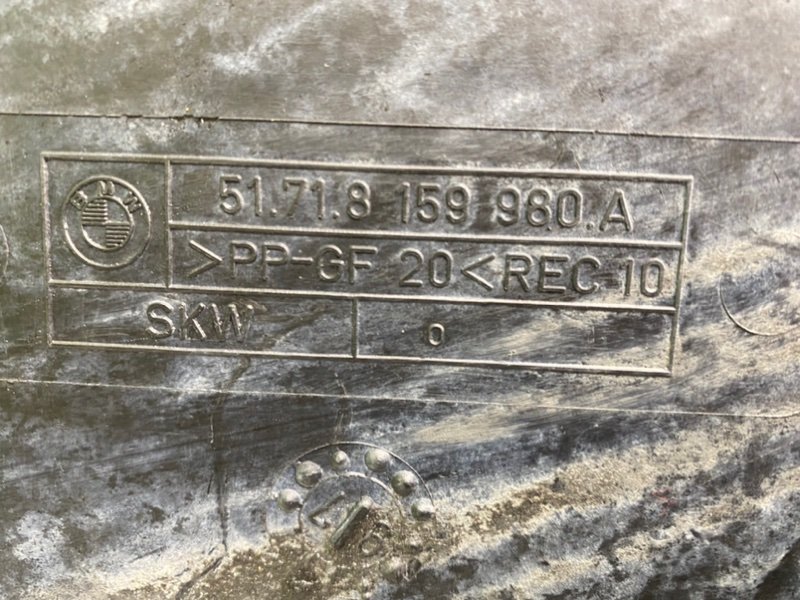 BMW
51.71.8 159 980.A
>PP-GF 20<REC 10
SKW 0